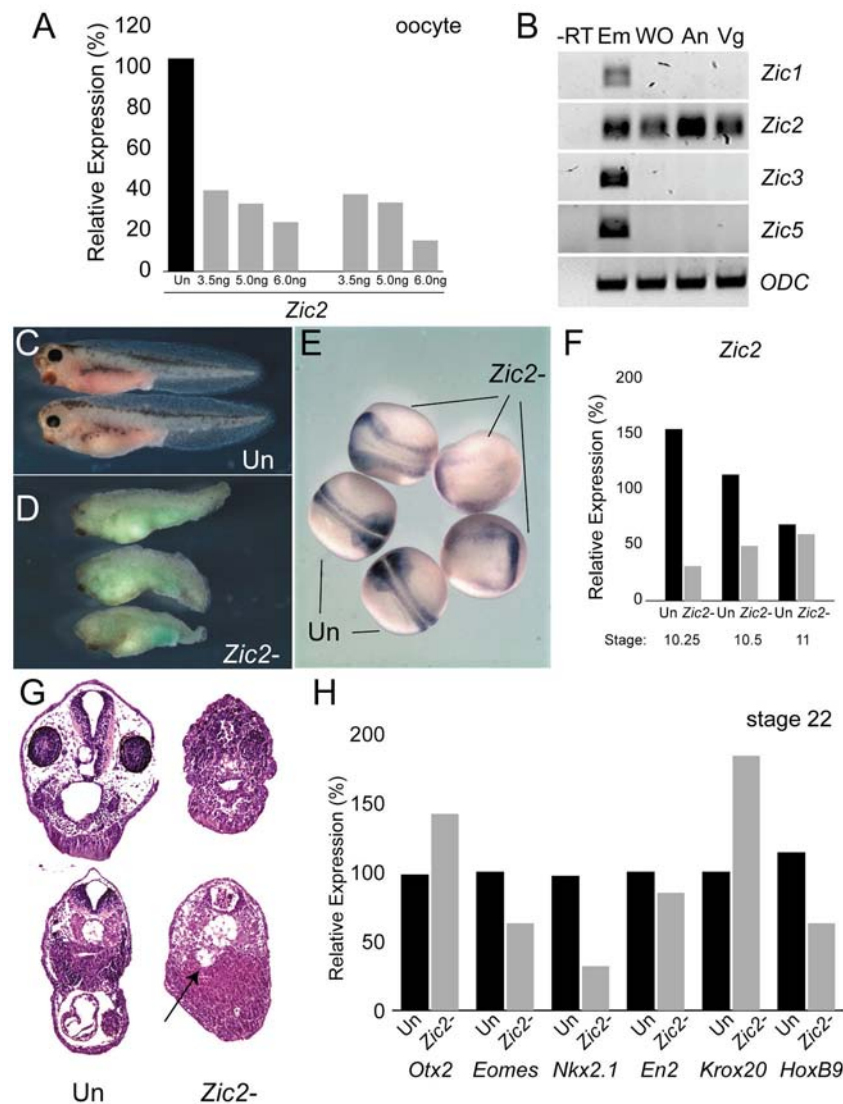 A
oocyte
Relative Expression (%)
120
100
80
60
40
20
0
Un 3.5ng 5.0ng 6.0ng 3.5ng 5.0ng 6.0ng
Zic2
B
-RT Em WO An Vg
Zic1
Zic2
Zic3
Zic5
ODC
C
Un
D
Zic2-
E
Zic2-
Un
F
Zic2
Relative Expression (%)
200
150
100
50
0
Un Zic2- Un Zic2- Un Zic2-
Stage: 10.25 10.5 11
G
Un Zic2-
H
stage 22
Relative Expression (%)
200
150
100
50
0
Un Zic2- Un Zic2- Un Zic2- Un Zic2- Un Zic2- Un Zic2-
Otx2 Eomes Nkx2.1 En2 Krox20 HoxB9